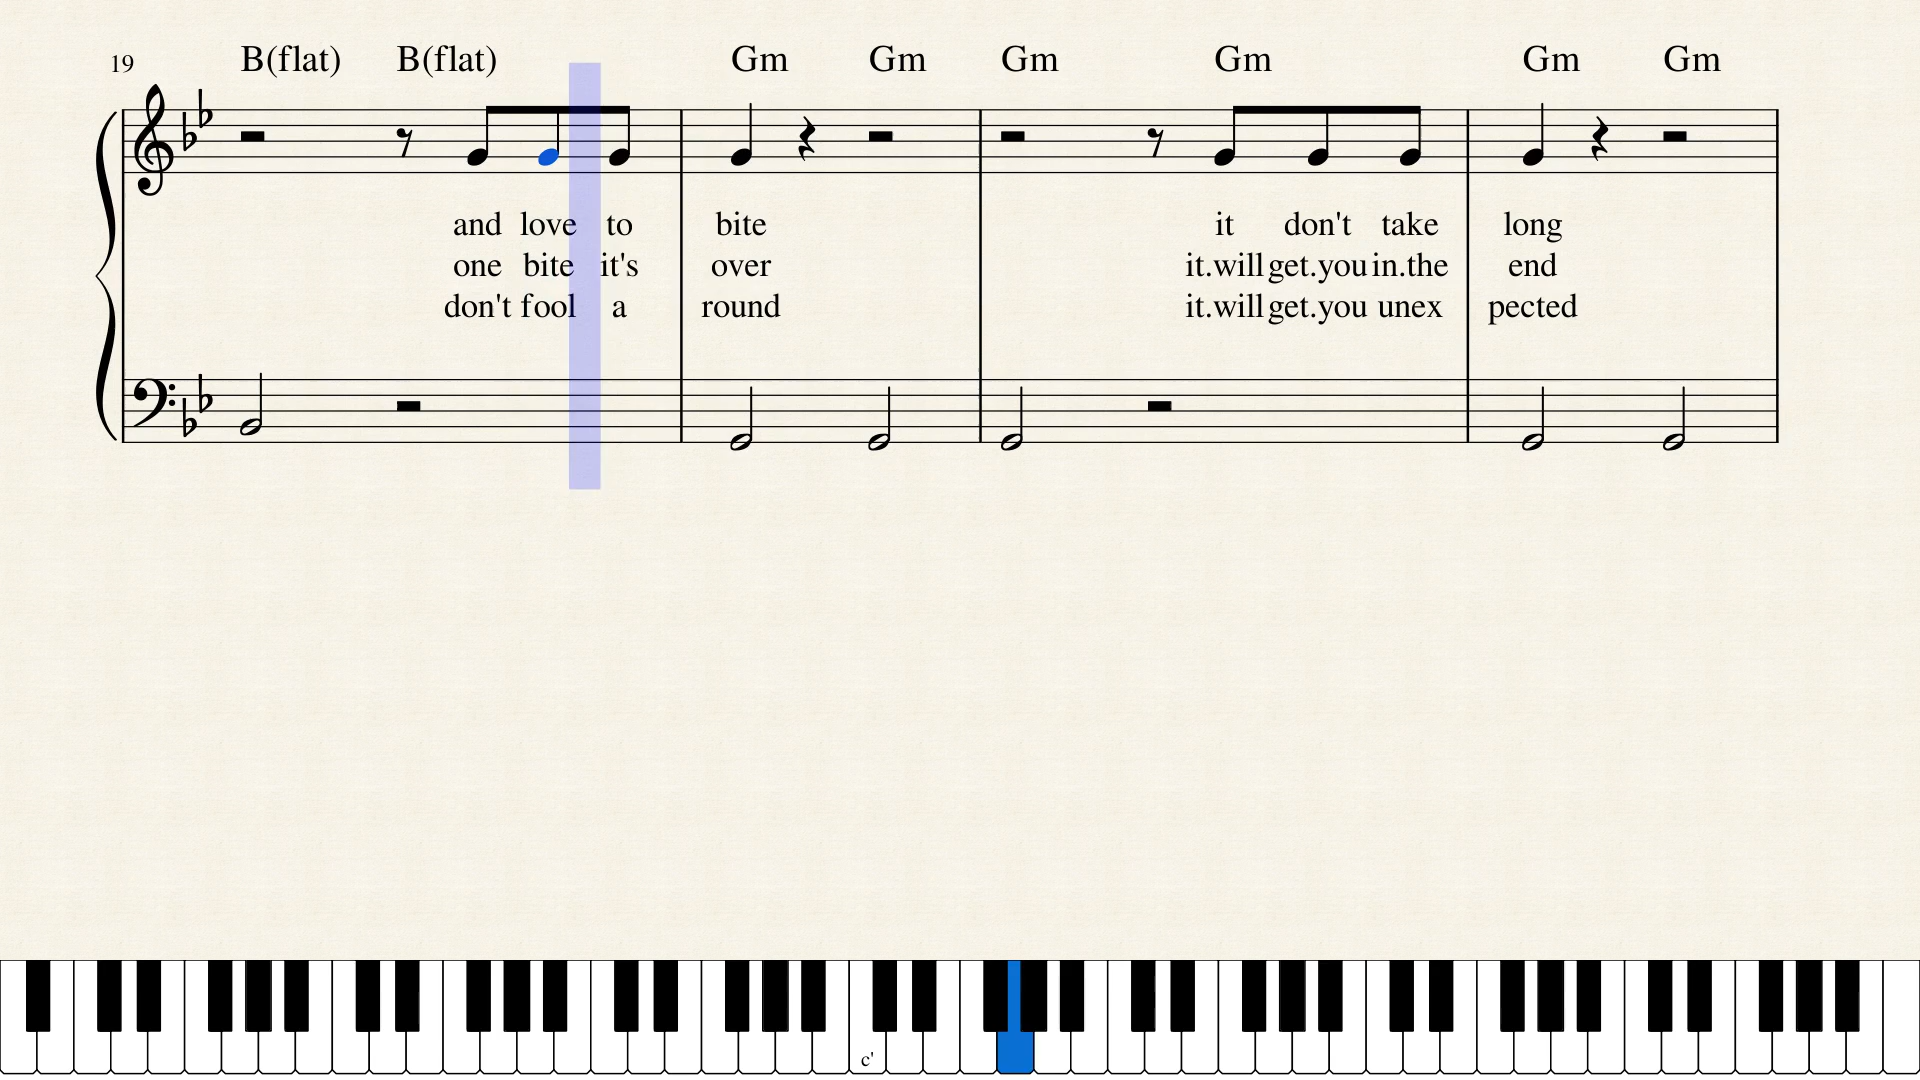 19 B(flat) B(flat) Gm Gm Gm Gm Gm Gm
and love to bite it don't take long
one bite it's over it.will get.you in.the end
don't fool a round it.will get.you unex pected
c'